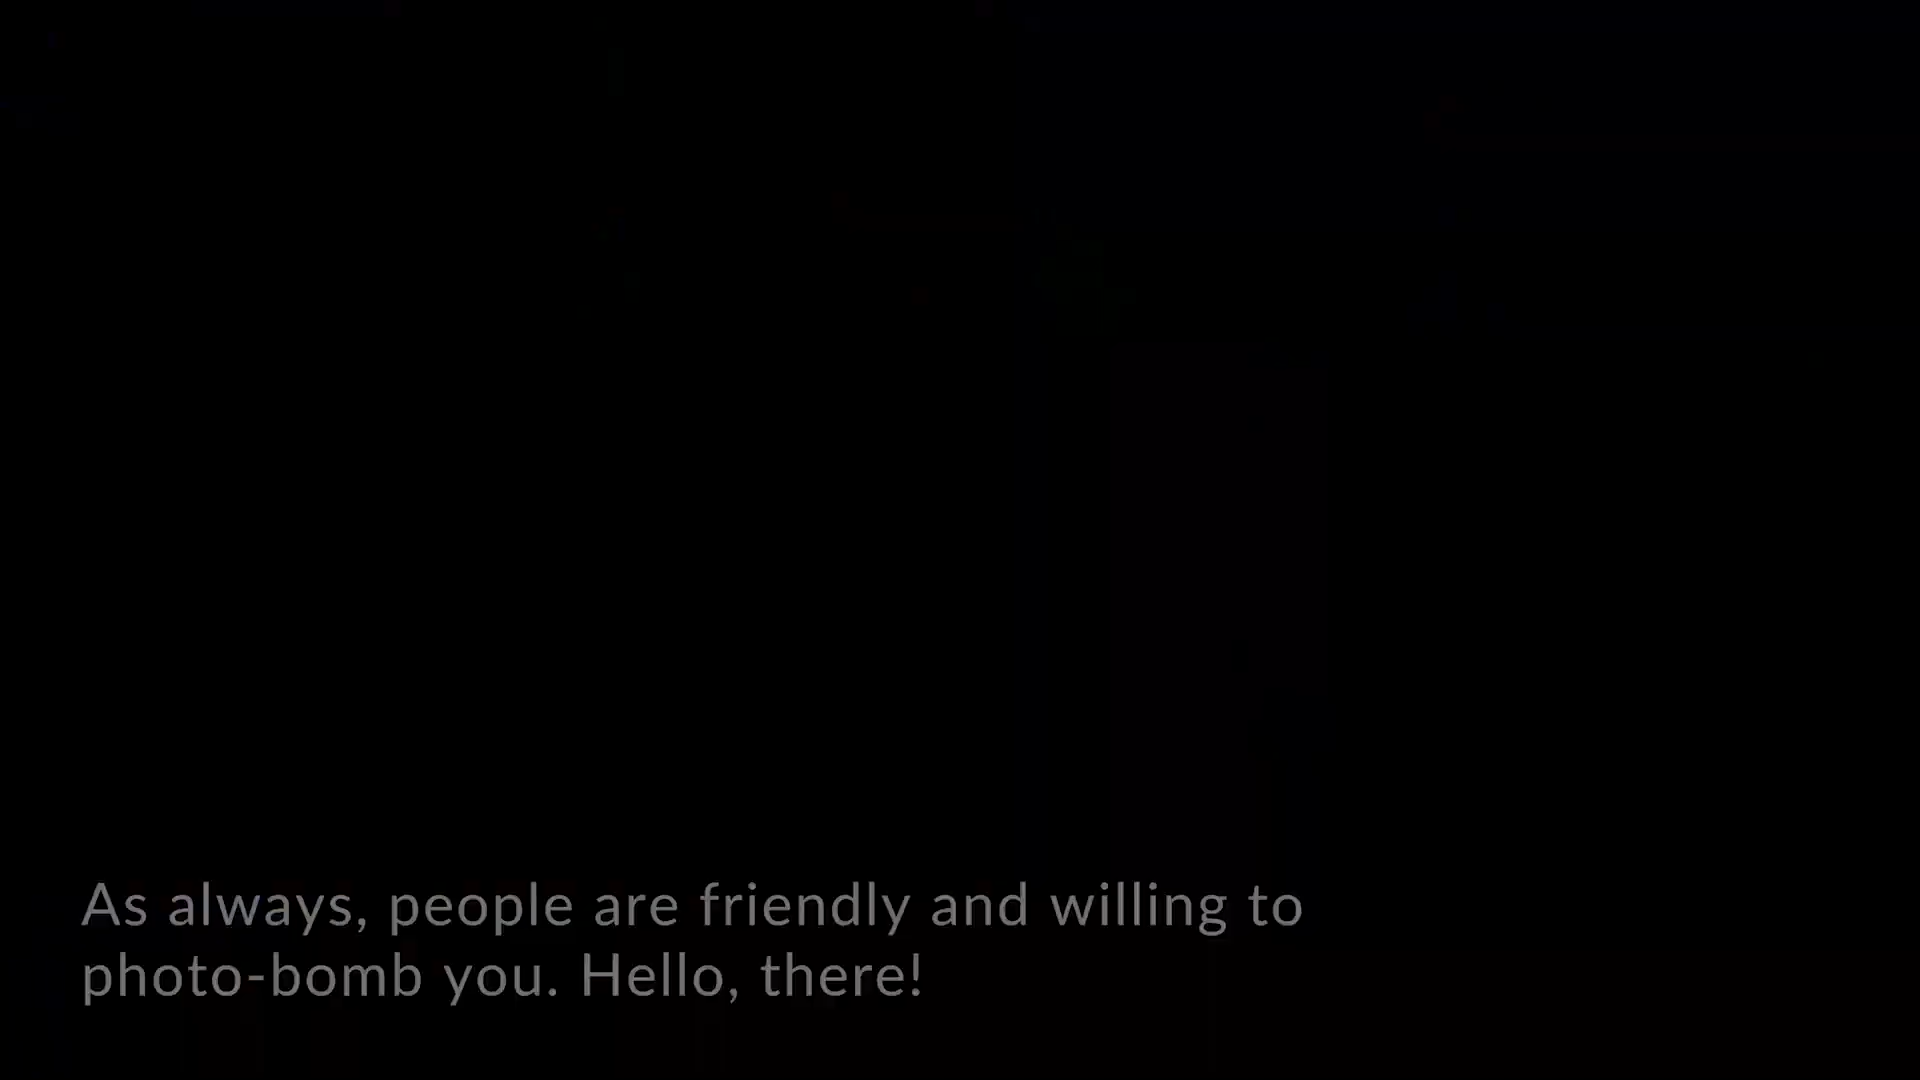 As always, people are friendly and willing to
photo-bomb you. Hello, there!